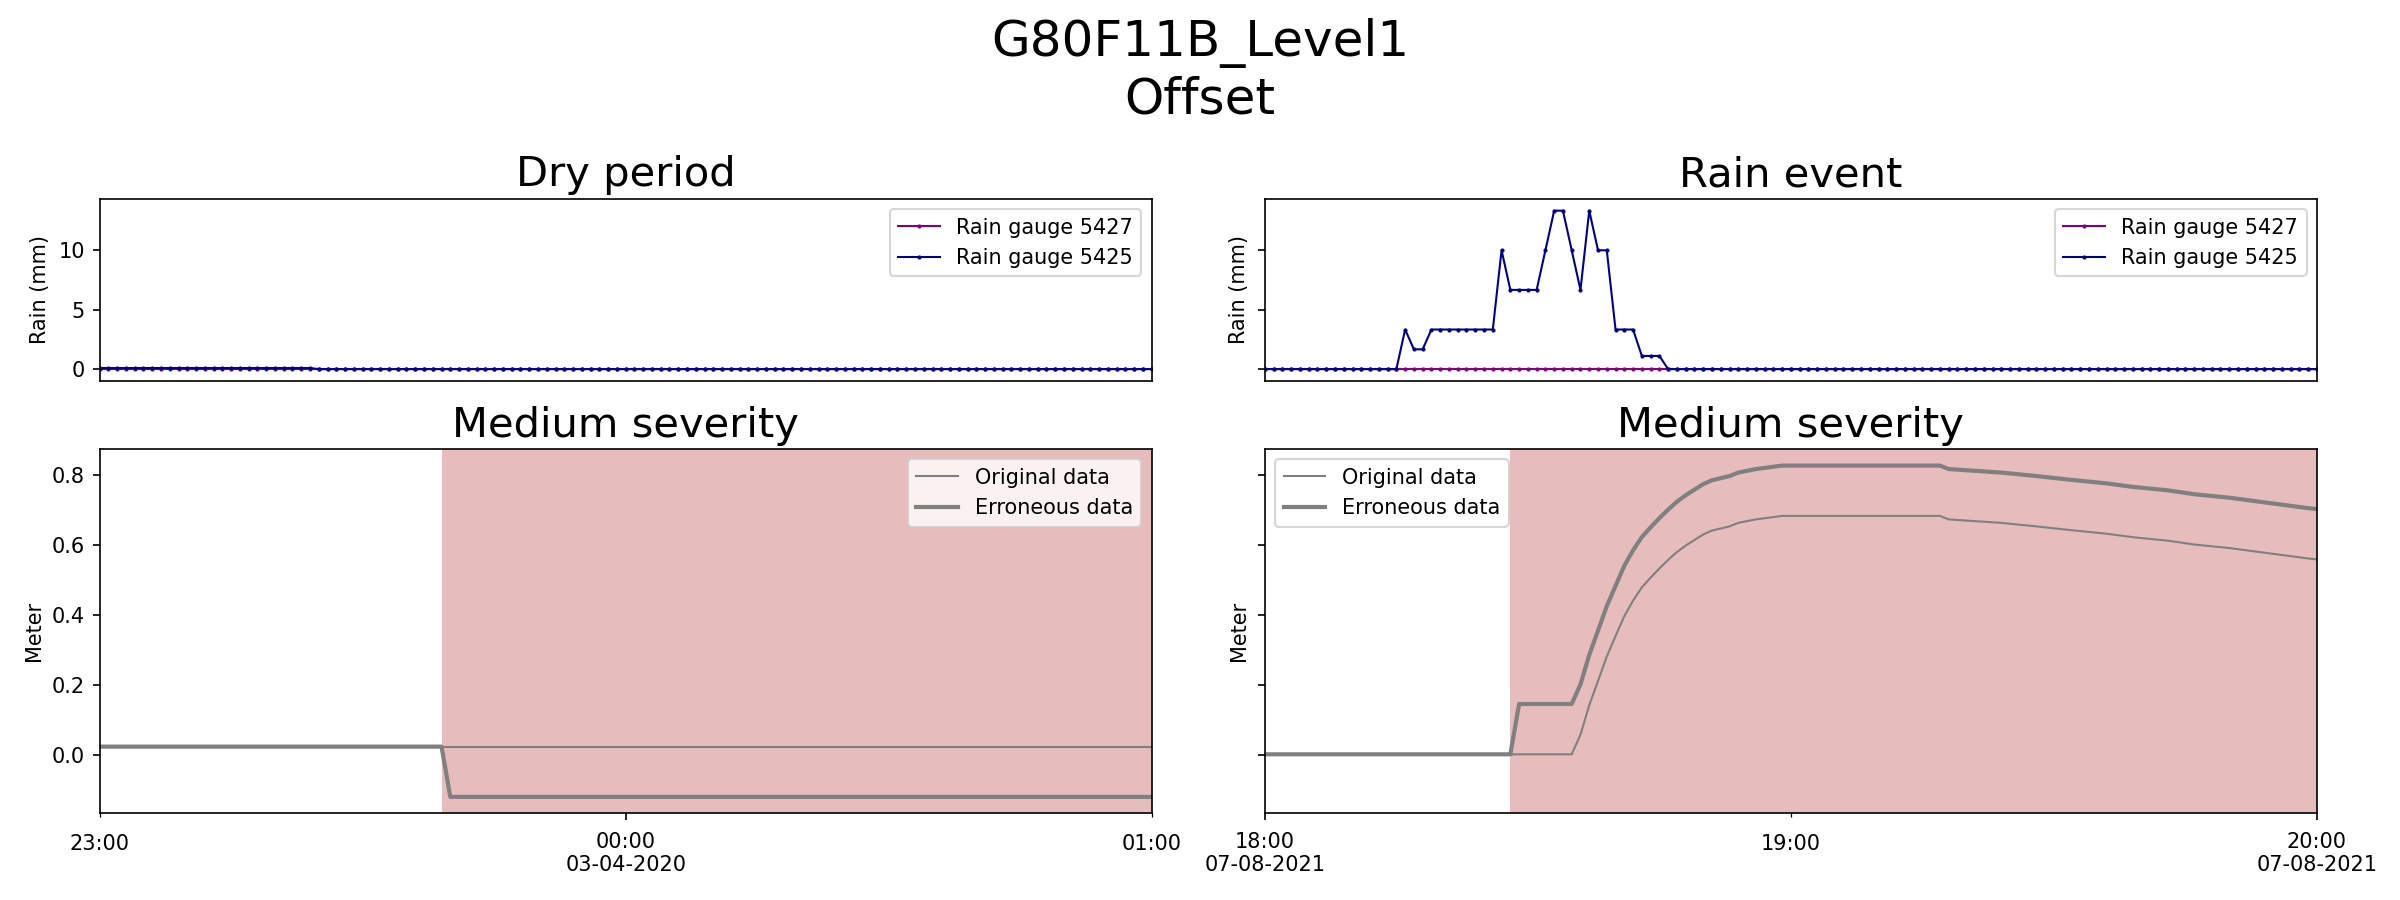 G80F11B_Level1
Offset
Dry period
Rain (mm)
10
5
0
Rain gauge 5427
Rain gauge 5425
Rain event
Rain (mm)
Rain gauge 5427
Rain gauge 5425
Medium severity
Meter
0.8
0.6
0.4
0.2
0.0
Original data
Erroneous data
23:00
00:00
03-04-2020
01:00
Medium severity
Meter
Original data
Erroneous data
18:00
07-08-2021
19:00
20:00
07-08-2021